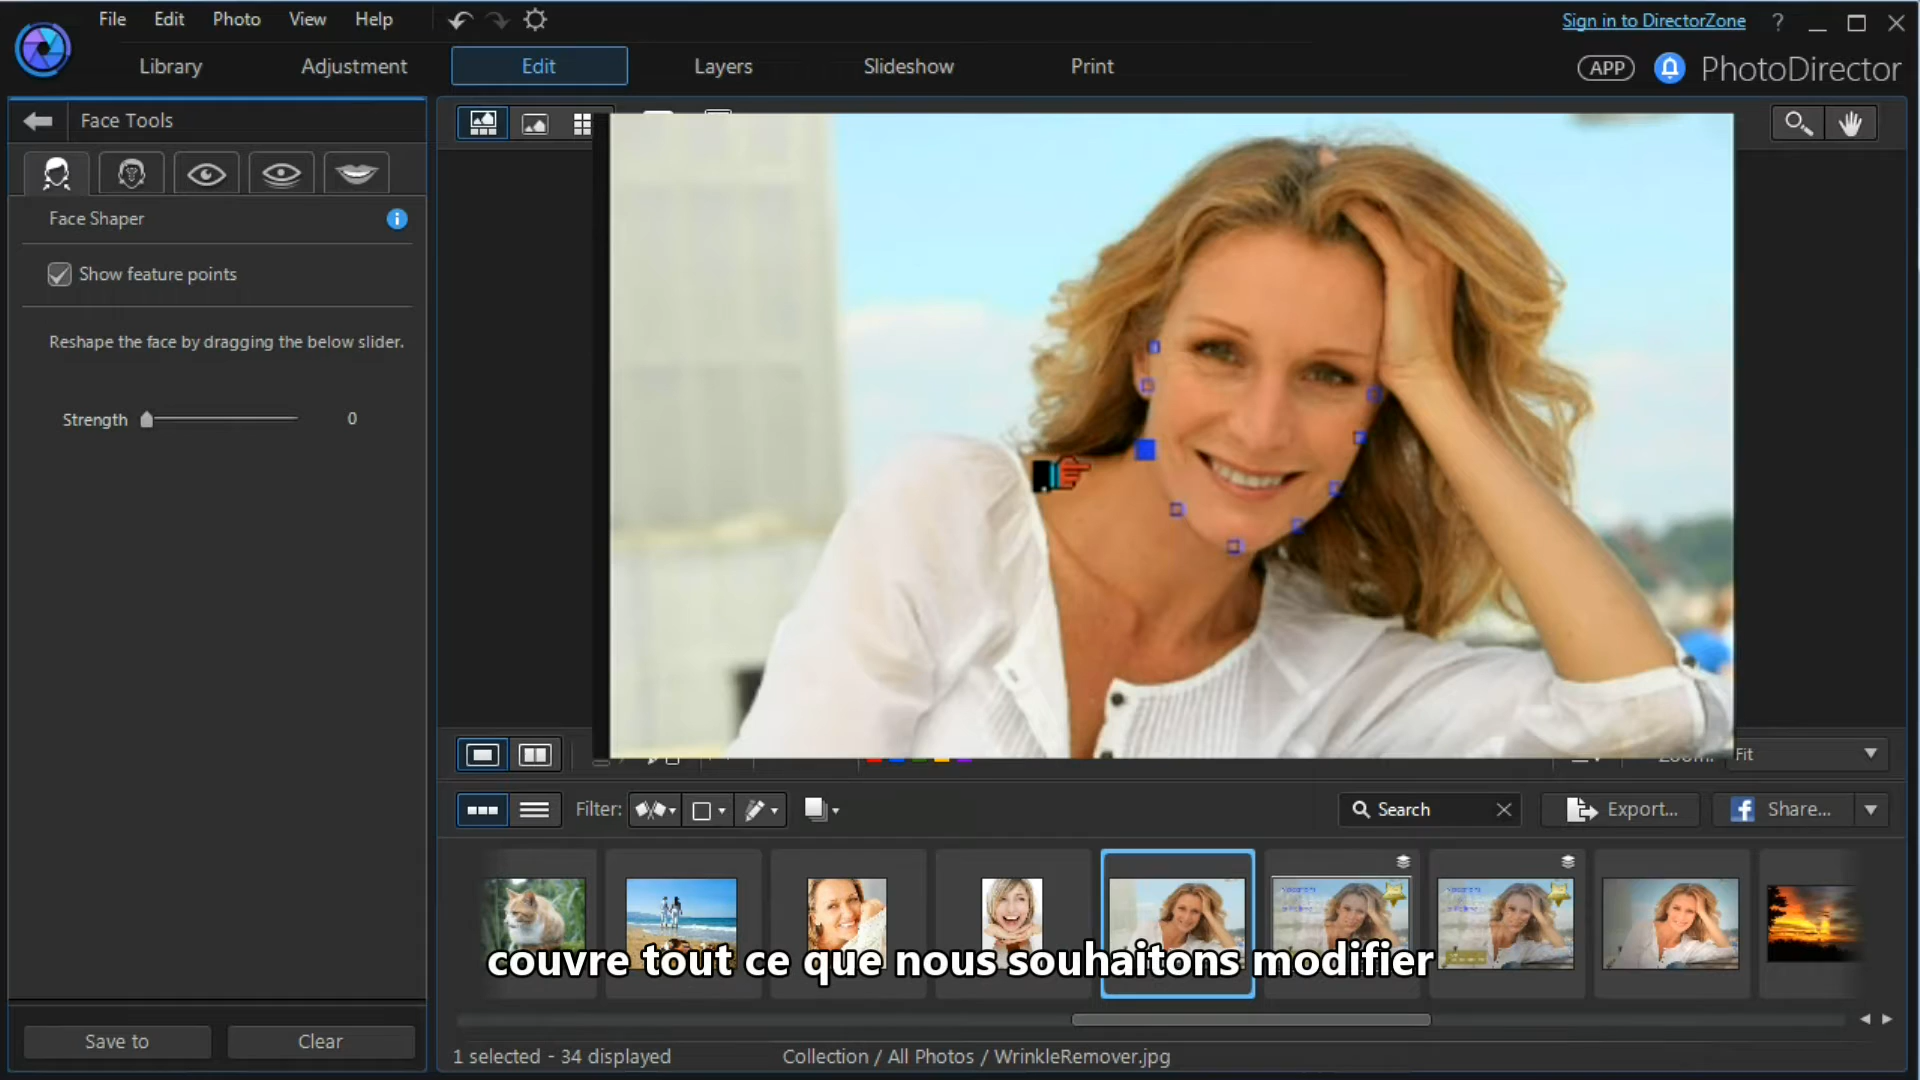 File Edit Photo View Help
Sign in to DirectorZone ?
Library Adjustment Edit Layers Slideshow Print
APP PhotoDirector
Face Tools
Face Shaper
Show feature points
Reshape the face by dragging the below slider.
Strength 0
Fit
Filter: Search Export... Share...
couvre tout ce que nous souhaitons modifier
Save to Clear
1 selected - 34 displayed Collection / All Photos / WrinkleRemover.jpg